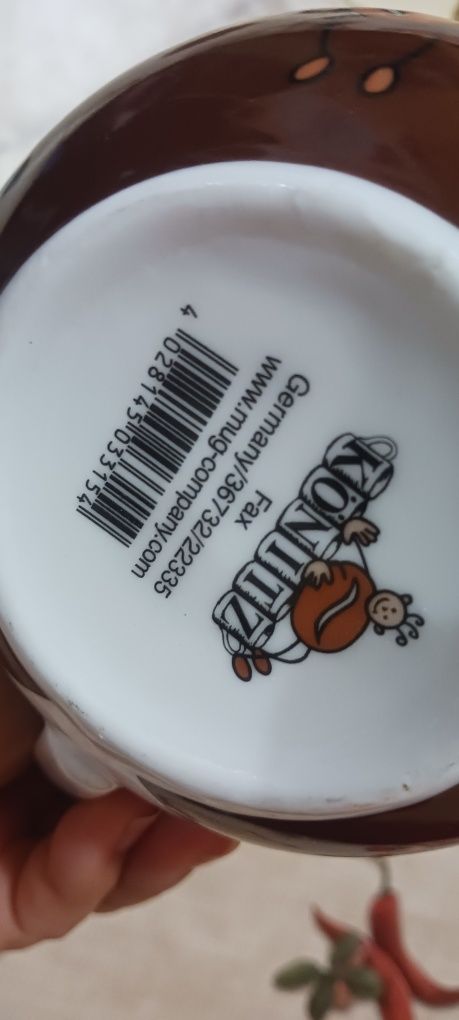 KÖNITZ
Fax
Germany/36732/22335
www.mug-company.com
4 028145 033154